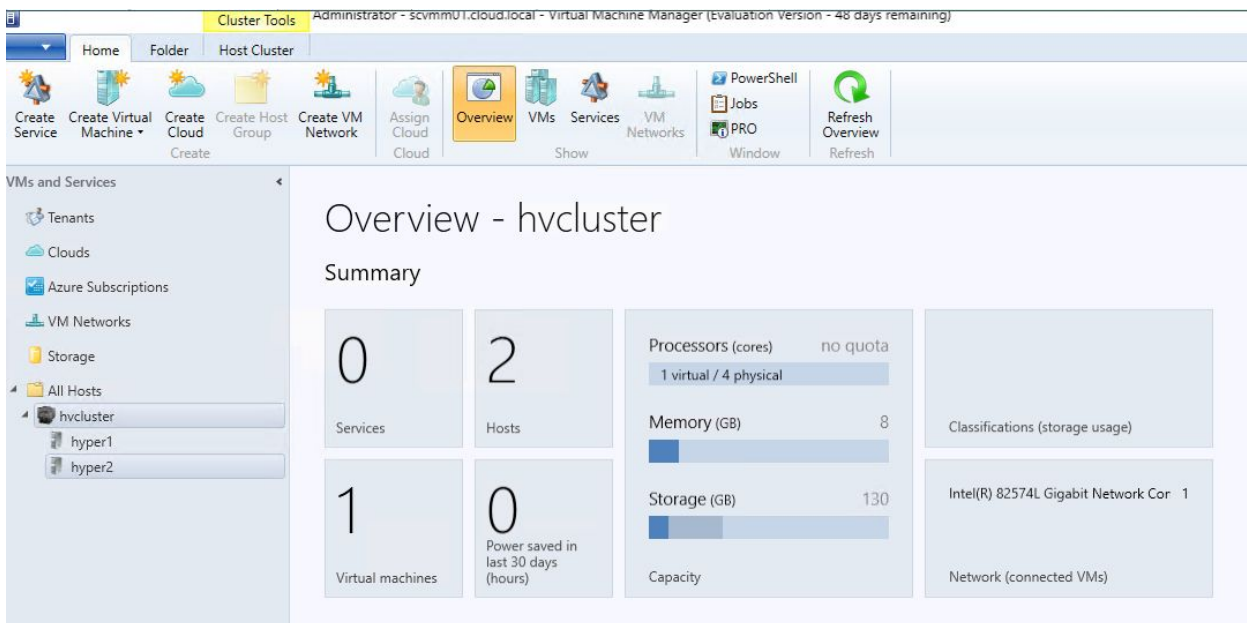 Cluster Tools
Administrator - scvmm01.cloud.local - Virtual Machine Manager (Evaluation Version - 48 days remaining)
Home Folder Host Cluster
Create Service
Create Virtual Machine
Create Cloud
Create Host Group
Create VM Network
Assign Cloud
Overview
VMs
Services
VM Networks
PowerShell
Jobs
PRO
Refresh Overview
Create
Cloud
Show
Window
Refresh
VMs and Services
Tenants
Clouds
Azure Subscriptions
VM Networks
Storage
All Hosts
hvcluster
hyper1
hyper2
Overview - hvcluster
Summary
0
Services
2
Hosts
1
Virtual machines
0
Power saved in
last 30 days
(hours)
Processors (cores) no quota
1 virtual / 4 physical
Memory (GB) 8
Storage (GB) 130
Capacity
Classifications (storage usage)
Intel(R) 82574L Gigabit Network Cor 1
Network (connected VMs)